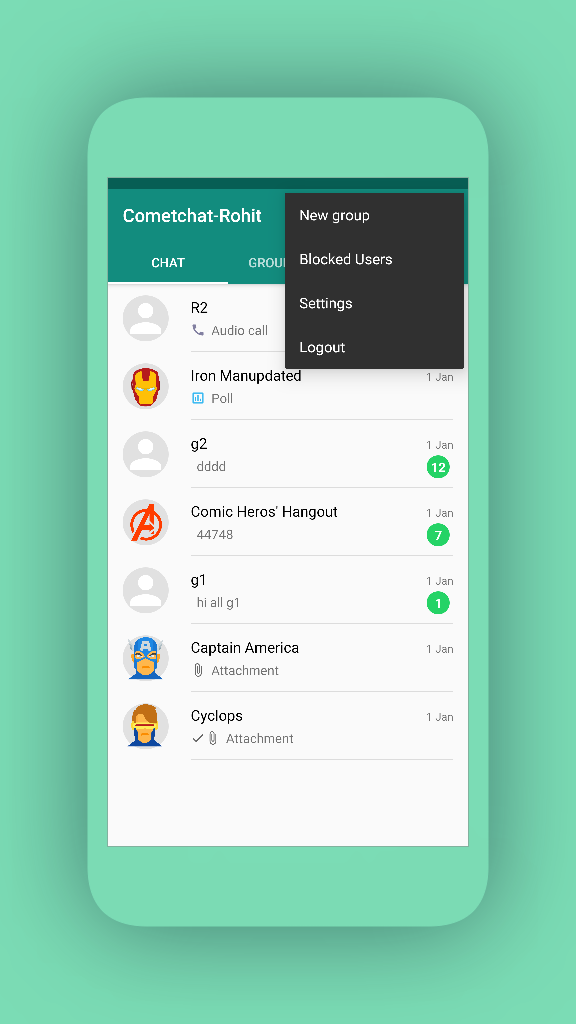 Cometchat-Rohit
New group
Blocked Users
Settings
Logout
CHAT
R2
Audio call
Iron Manupdated
1 Jan
Poll
g2
1 Jan
dddd
12
Comic Heros' Hangout
1 Jan
44748
7
g1
1 Jan
hi all g1
1
Captain America
1 Jan
Attachment
Cyclops
1 Jan
Attachment